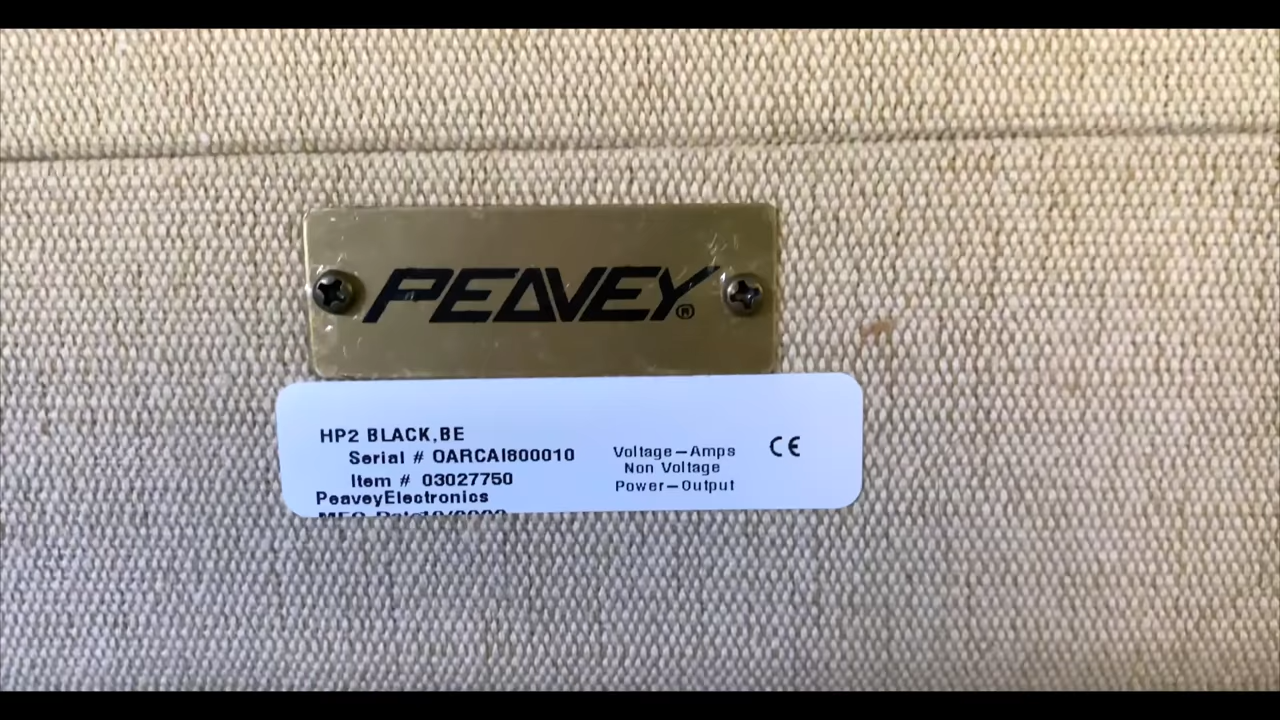 PEAVEY®
HP2 BLACK,BE
Serial # OARCAI800010
Item # 03027750
PeaveyElectronics
Voltage—Amps
Non Voltage
Power—Output
CE